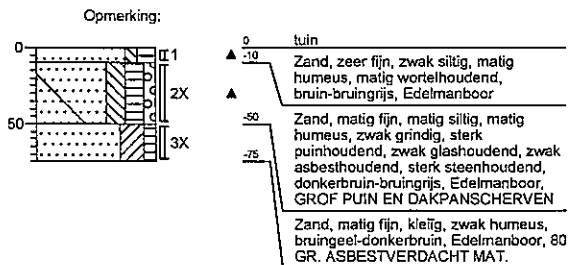 Opmerking:
0
50
1
2X
3X
0
tuin
-10
Zand, zeer fijn, zwak siltig, matig
humeus, matig wortelhoudend,
bruin-bruingrijs, Edelmanboor
-50
Zand, matig fijn, matig siltig, matig
humeus, zwak grindig, sterk
puinhoudend, zwak glashoudend, zwak
asbesthoudend, sterk steenhoudend,
donkerbruin-bruingrijs, Edelmanboor,
GROF PUIN EN DAKPANSCHERVEN
-75
Zand, matig fijn, kleiïg, zwak humeus,
bruingeel-donkerbruin, Edelmanboor, 80
GR. ASBESTVERDACHT MAT.